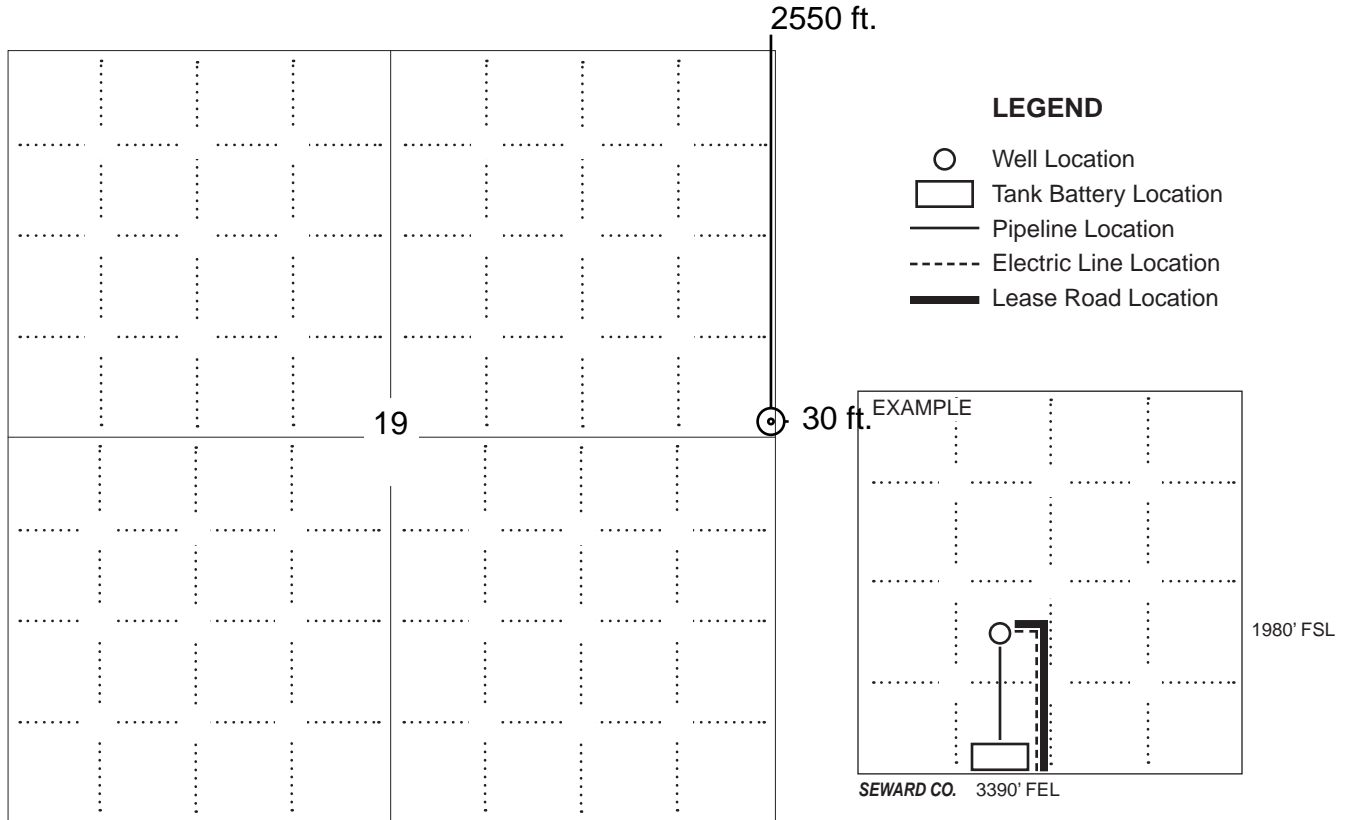 2550 ft.
LEGEND
Well Location
Tank Battery Location
Pipeline Location
Electric Line Location
Lease Road Location
19
30 ft.
EXAMPLE
1980' FSL
SEWARD CO. 3390' FEL